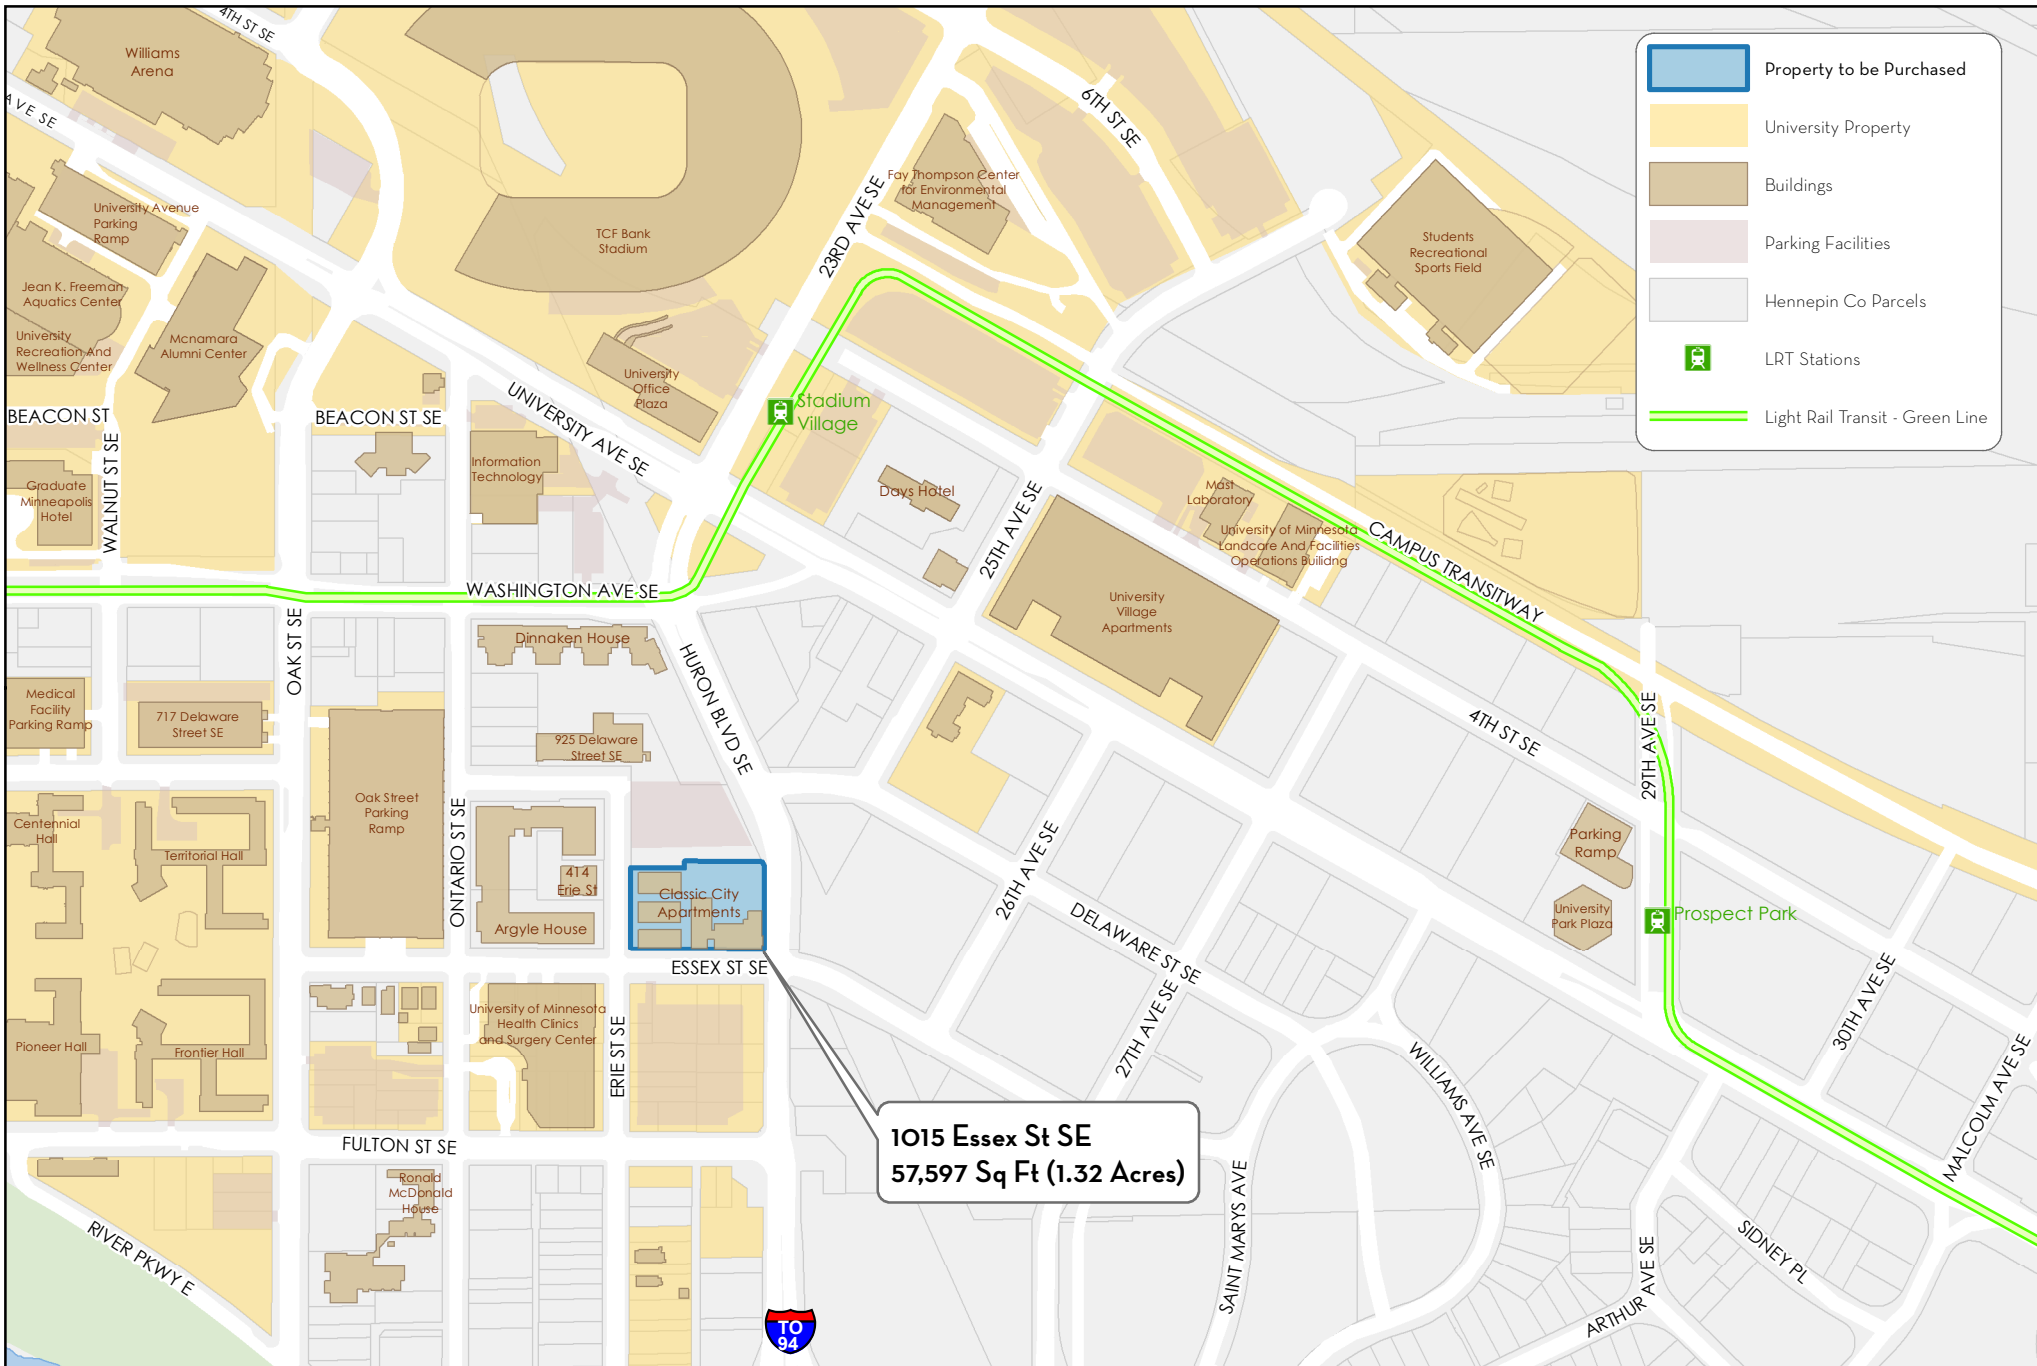 4TH ST SE
Williams
Arena
AVE SE
University Avenue
Parking
Ramp
Jean K. Freeman
Aquatics Center
University
Recreation And
Wellness Center
Mcnamara
Alumni Center
TCF Bank
Stadium
University
Office
Plaza
23RD AVE SE
Fay Thompson Center
for Environmental
Management
6TH ST SE
Students
Recreational
Sports Field
Property to be Purchased
University Property
Buildings
Parking Facilities
Hennepin Co Parcels
LRT Stations
Light Rail Transit - Green Line
BEACON ST
BEACON ST SE
UNIVERSITY AVE SE
Stadium
Village
WALNUT ST SE
Graduate
Minneapolis
Hotel
Information
Technology
Days Hotel
25TH AVE SE
Mast
Laboratory
University of Minnesota
Landcare And Facilities
Operations Builidng
CAMPUS TRANSITWAY
WASHINGTON AVE SE
University
Village
Apartments
OAK ST SE
Dinnaken House
HURON BLVD SE
Medical
Facility
Parking Ramp
717 Delaware
Street SE
925 Delaware
Street SE
4TH ST SE
29TH AVE SE
Centennial
Hall
Territorial Hall
Oak Street
Parking
Ramp
ONTARIO ST SE
414
Erie St
Argyle House
Classic City
Apartments
26TH AVE SE
DELAWARE ST SE
Parking
Ramp
University
Park Plaza
Prospect Park
ESSEX ST SE
27TH AVE SE
30TH AVE SE
Pioneer Hall
Frontier Hall
University of Minnesota
Health Clinics
and Surgery Center
ERIE ST SE
WILLIAMS AVE SE
MALCOLM AVE SE
1015 Essex St SE
57,597 Sq Ft (1.32 Acres)
FULTON ST SE
Ronald
McDonald
House
RIVER PKWY E
SAINT MARYS AVE
SIDNEY PL
ARTHUR AVE SE
TO
94